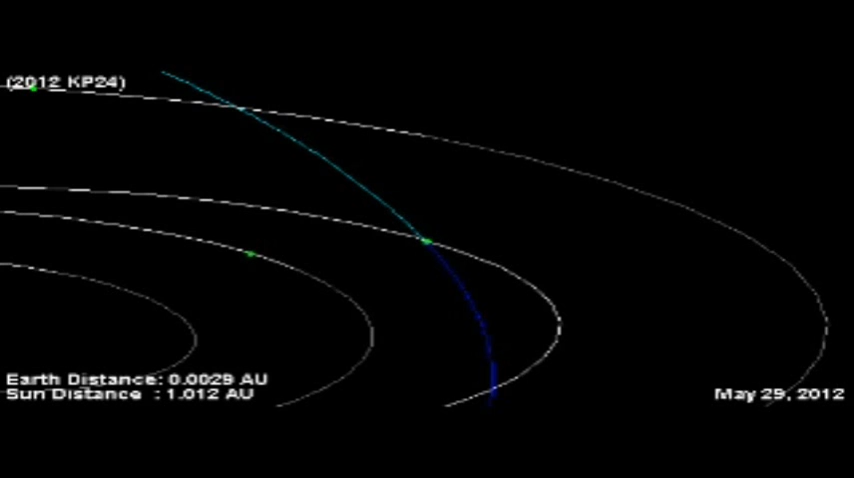 (2012 KP24)
Earth Distance: 0.0029 AU
Sun Distance : 1.012 AU
May 29, 2012